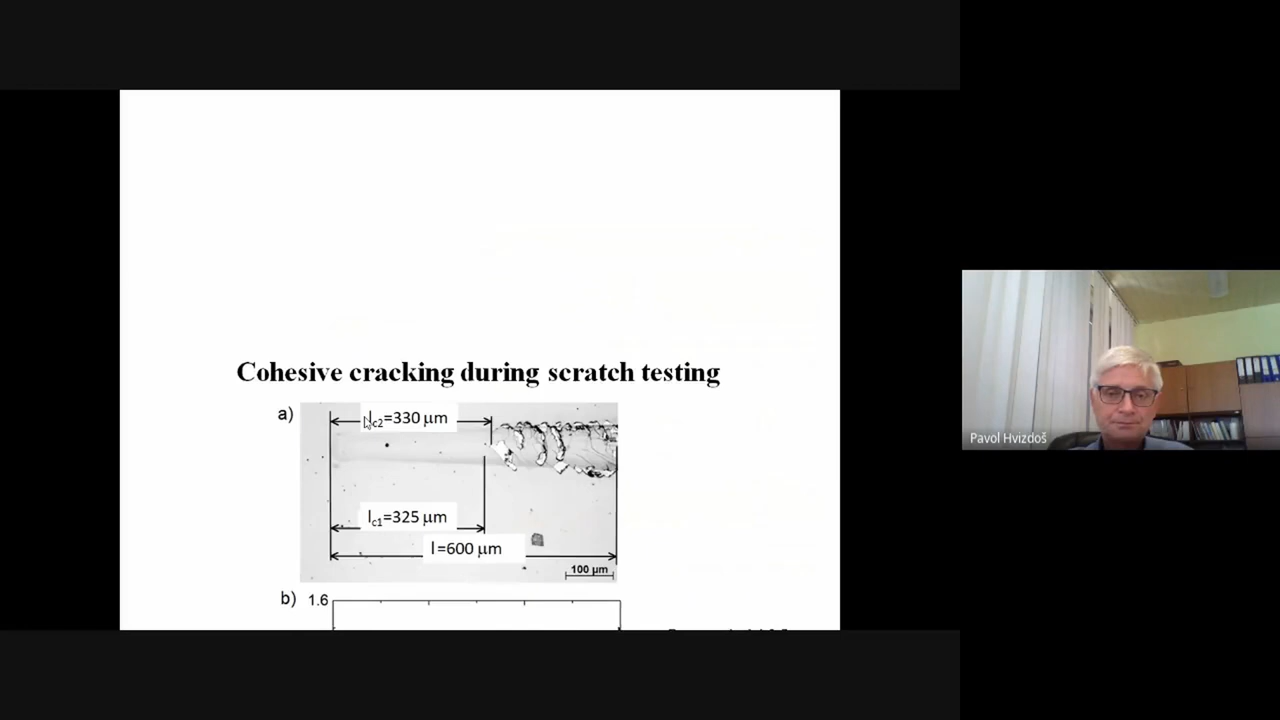 Cohesive cracking during scratch testing
a)
lc2=330 µm
lc1=325 µm
l=600 µm
100 µm
b) 1.6
Pavol Hvizdoš